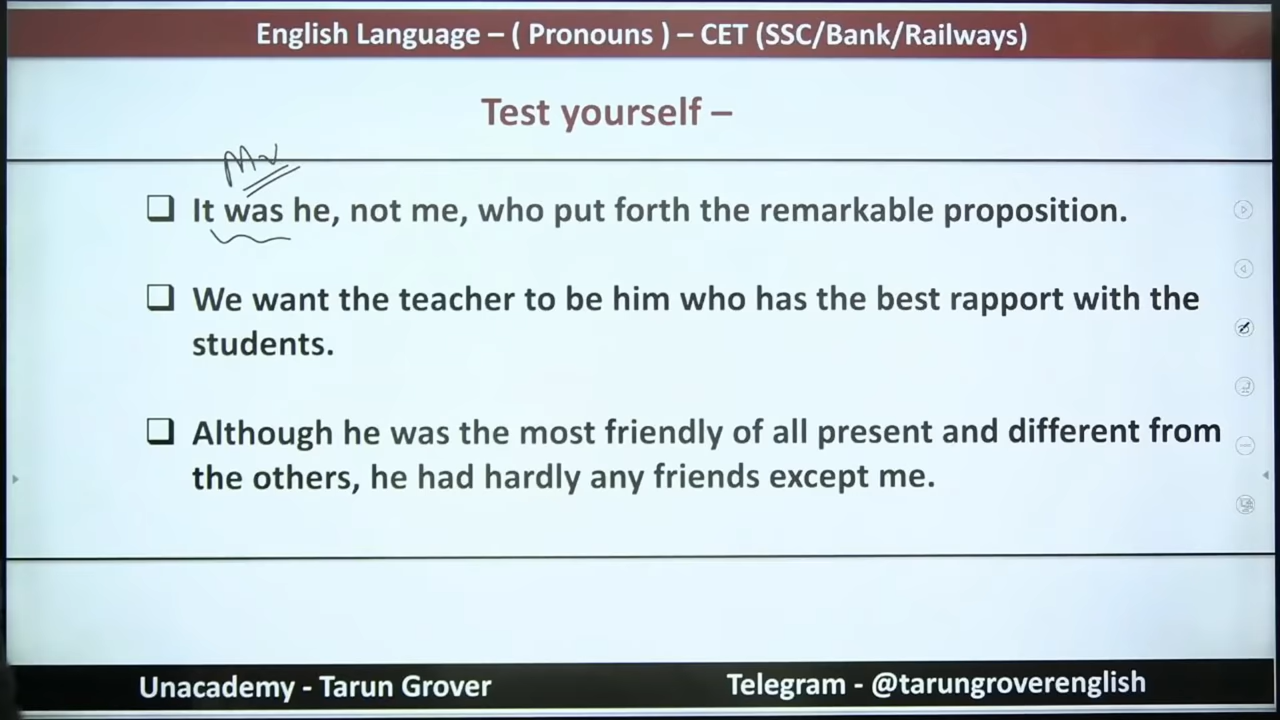 English Language – ( Pronouns ) – CET (SSC/Bank/Railways)
Test yourself –
Mv
❑ It was he, not me, who put forth the remarkable proposition.
❑ We want the teacher to be him who has the best rapport with the
students.
❑ Although he was the most friendly of all present and different from
the others, he had hardly any friends except me.
Unacademy - Tarun Grover
Telegram - @tarungroverenglish